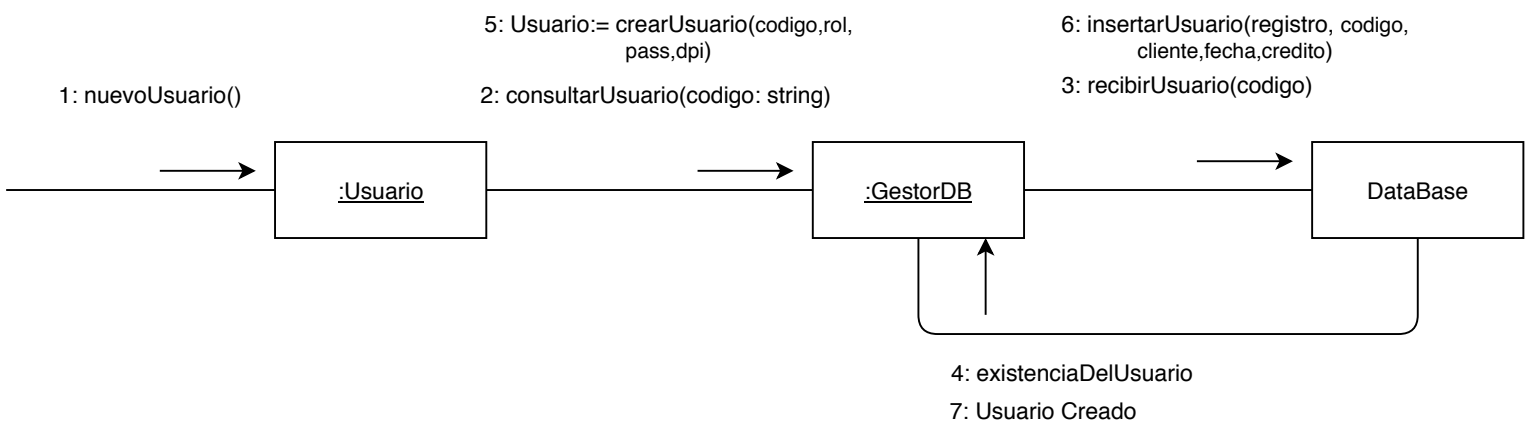 5: Usuario:= crearUsuario(codigo,rol,
pass,dpi)
6: insertarUsuario(registro, codigo,
cliente,fecha,credito)
1: nuevoUsuario()
2: consultarUsuario(codigo: string)
3: recibirUsuario(codigo)
:Usuario
:GestorDB
DataBase
4: existenciaDelUsuario
7: Usuario Creado